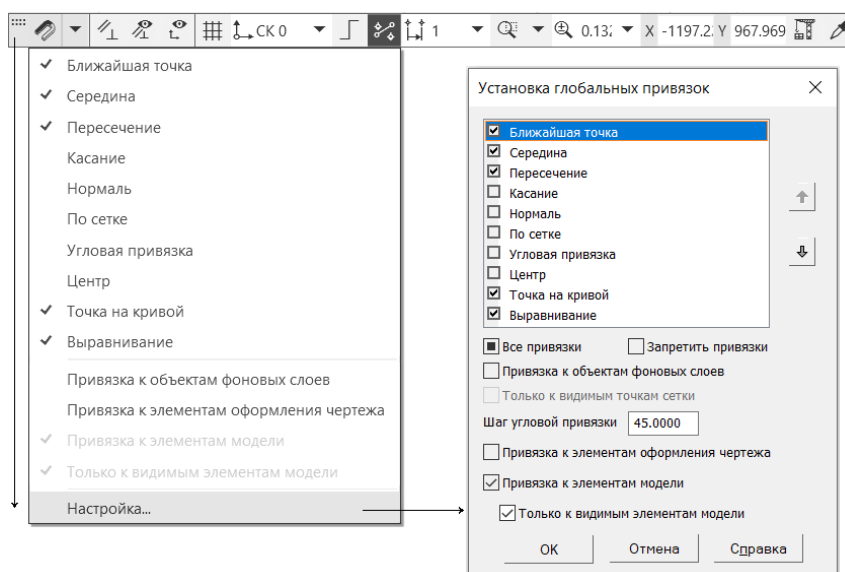 СК 0 1 0.13 X -1197.2 Y 967.969
Ближайшая точка
Середина
Пересечение
Касание
Нормаль
По сетке
Угловая привязка
Центр
Точка на кривой
Выравнивание
Привязка к объектам фоновых слоев
Привязка к элементам оформления чертежа
Привязка к элементам модели
Только к видимым элементам модели
Настройка...
Установка глобальных привязок
Ближайшая точка
Середина
Пересечение
Касание
Нормаль
По сетке
Угловая привязка
Центр
Точка на кривой
Выравнивание
Все привязки Запретить привязки
Привязка к объектам фоновых слоев
Только к видимым точкам сетки
Шаг угловой привязки 45.0000
Привязка к элементам оформления чертежа
Привязка к элементам модели
Только к видимым элементам модели
ОК Отмена Справка